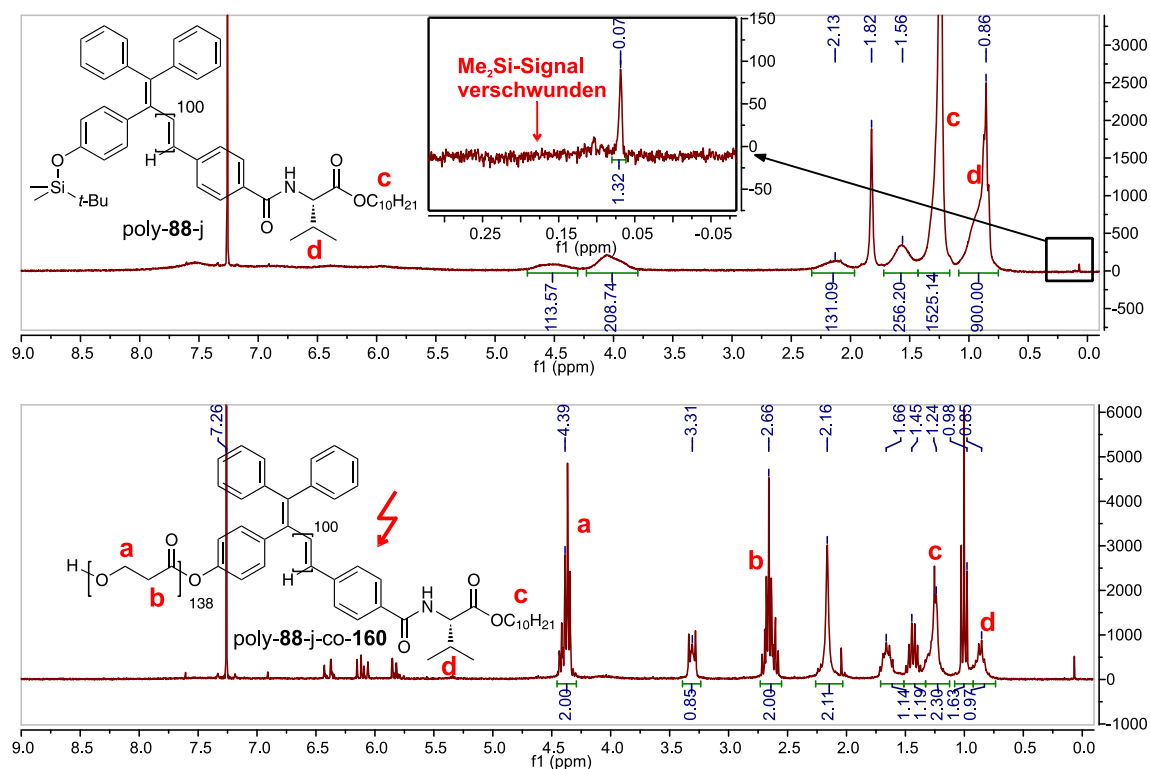 150
100
50
0
-50
0.07
Me2Si-Signal
verschwunden
1.32
0.25 0.15 0.05 -0.05
f1 (ppm)
2.13 1.82 1.56 0.86
3000
2500
2000
1500
1000
500
0
-500
100
O
Si
t-Bu
H
O
NH
O
O
C10H21
c
d
poly-88-j
c
d
113.57 208.74 131.09 256.20 1525.14 900.00
9.0 8.5 8.0 7.5 7.0 6.5 6.0 5.5 5.0 4.5 4.0 3.5 3.0 2.5 2.0 1.5 1.0 0.5 -0.0
f1 (ppm)
7.26 4.39 3.31 2.66 2.16 1.66 1.45 1.24 0.98 0.85
6000
5000
4000
3000
2000
1000
0
-1000
a
b
H
O
O
O
138
100
H
O
NH
O
O
C10H21
c
d
poly-88-j-co-160
a
b
c
d
2.00 0.85 2.00 2.11 1.14 1.19 2.30 1.63 0.97
9.0 8.5 8.0 7.5 7.0 6.5 6.0 5.5 5.0 4.5 4.0 3.5 3.0 2.5 2.0 1.5 1.0 0.5 0.0
f1 (ppm)